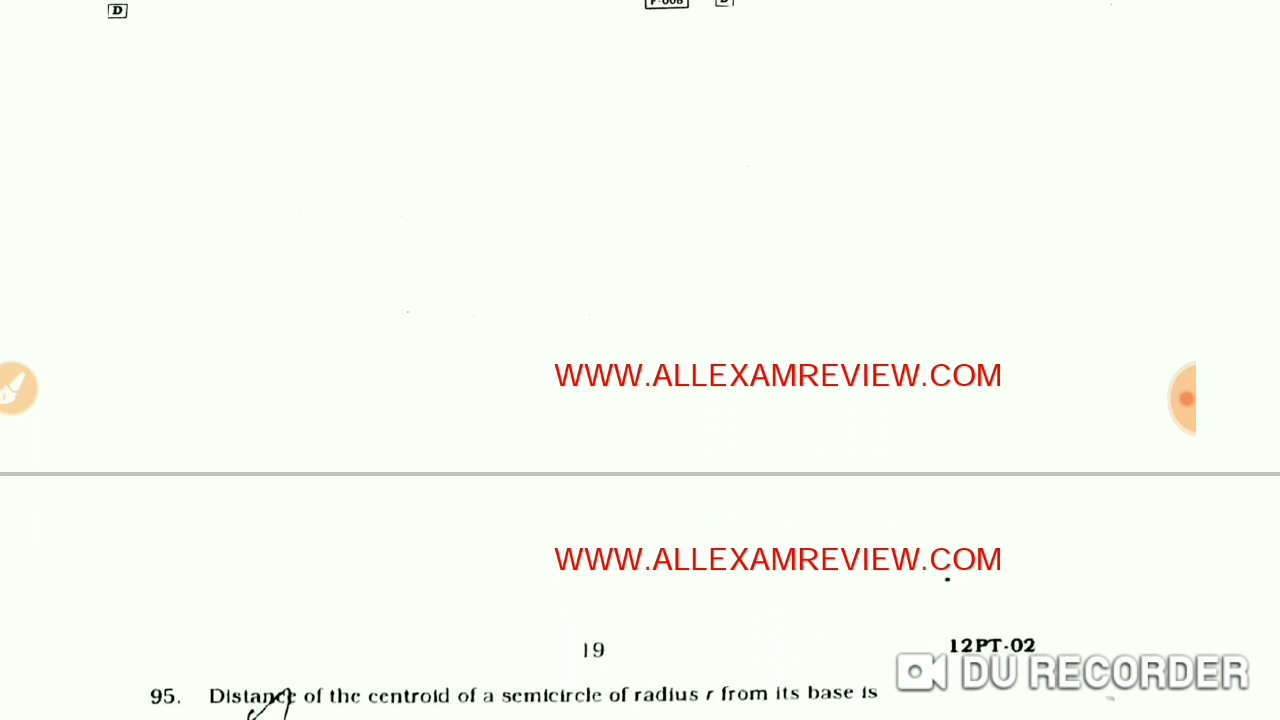 D
D
WWW.ALLEXAMREVIEW.COM
WWW.ALLEXAMREVIEW.COM
19
12PT-02
DU RECORDER
95. Distance of the centroid of a semicircle of radius r from its base is